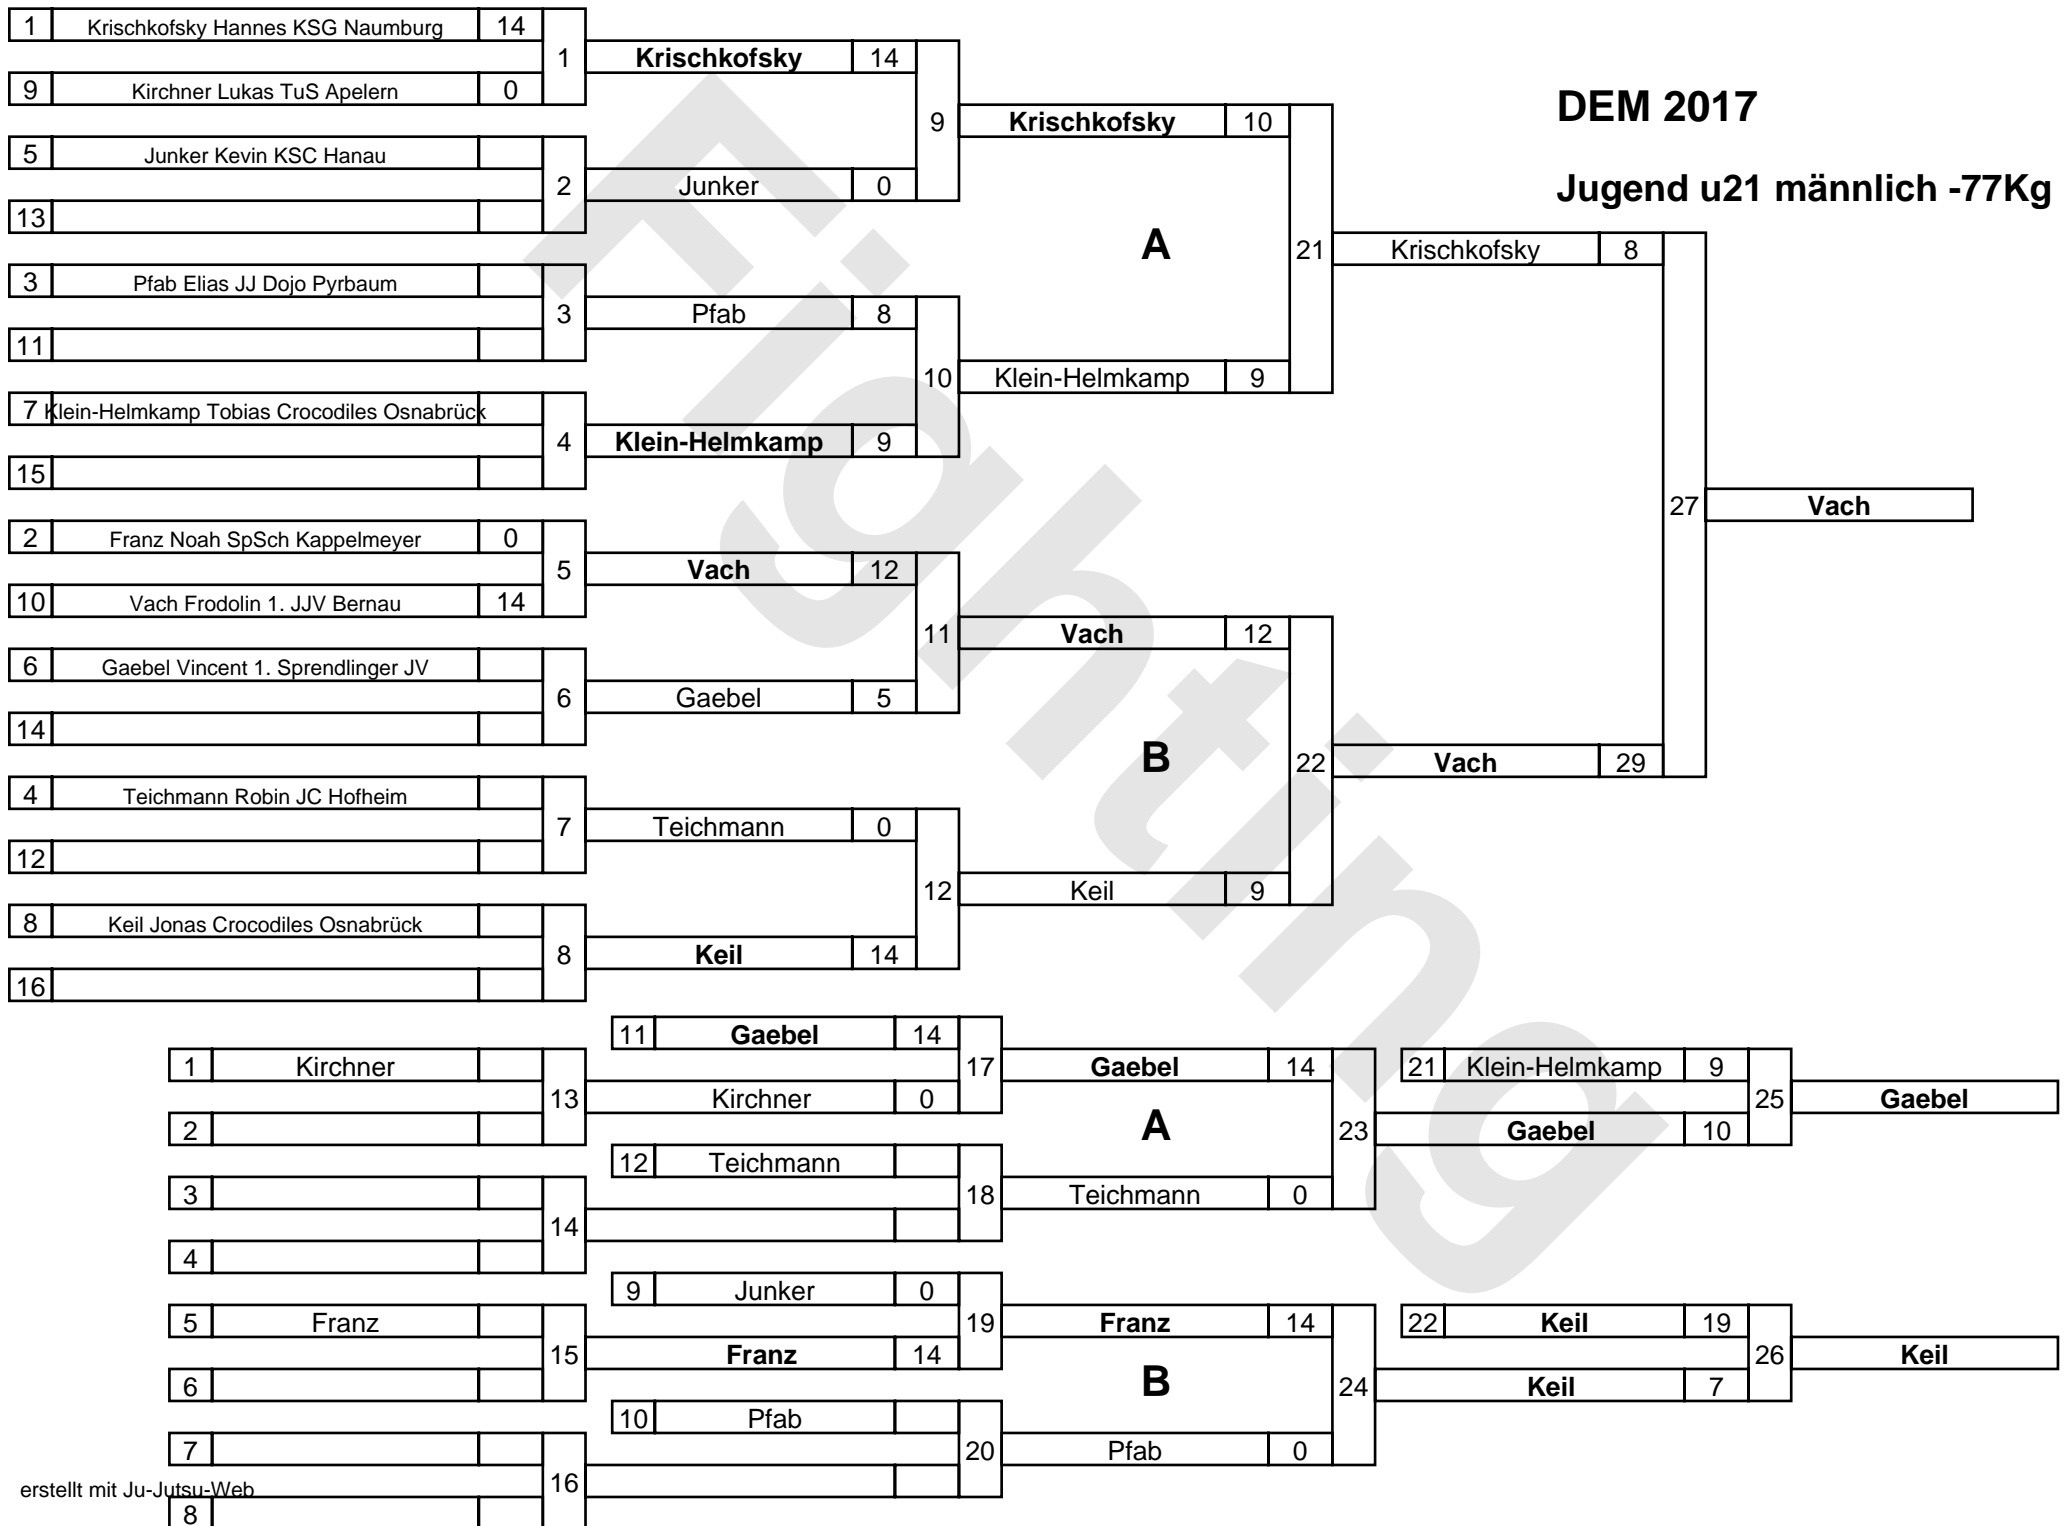 DEM 2017
Jugend u21 männlich -77Kg
1 Krischkofsky Hannes KSG Naumburg 14
9 Kirchner Lukas TuS Apelern 0
1
5 Junker Kevin KSC Hanau
13
2
3 Pfab Elias JJ Dojo Pyrbaum
11
3
7 Klein-Helmkamp Tobias Crocodiles Osnabrück
15
4
2 Franz Noah SpSch Kappelmeyer 0
10 Vach Frodolin 1. JJV Bernau 14
5
6 Gaebel Vincent 1. Sprendlinger JV
14
6
4 Teichmann Robin JC Hofheim
12
7
8 Keil Jonas Crocodiles Osnabrück
16
8
Krischkofsky 14
Junker 0
9
Pfab 8
Klein-Helmkamp 9
10
Vach 12
Gaebel 5
11
Teichmann 0
Keil 14
12
Krischkofsky 10
A
Klein-Helmkamp 9
21
Vach 12
B
Keil 9
22
Krischkofsky 8
Vach 29
27
Vach
1 Kirchner
2
13
3
4
14
5 Franz
6
15
7
8
16
11 Gaebel 14
Kirchner 0
17
12 Teichmann
18
9 Junker 0
Franz 14
19
10 Pfab
20
Gaebel 14
A
Teichmann 0
23
Franz 14
B
Pfab 0
24
21 Klein-Helmkamp 9
Gaebel 10
25
Gaebel
22 Keil 19
Keil 7
26
Keil
erstellt mit Ju-Jutsu-Web
Fighting